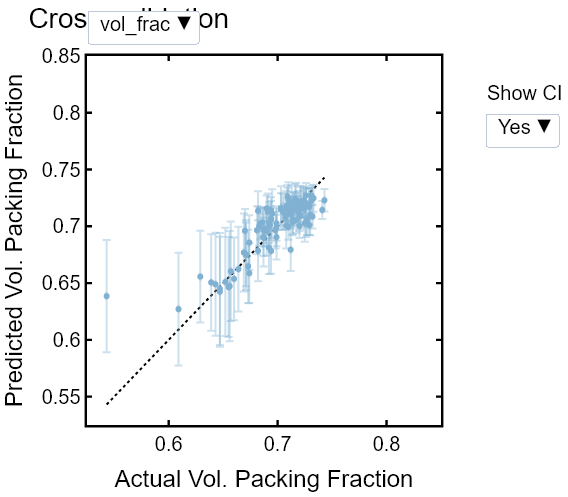 vol_frac ▼
Show CI
Yes ▼
Predicted Vol. Packing Fraction
0.85
0.8
0.75
0.7
0.65
0.6
0.55
0.6
0.7
0.8
Actual Vol. Packing Fraction